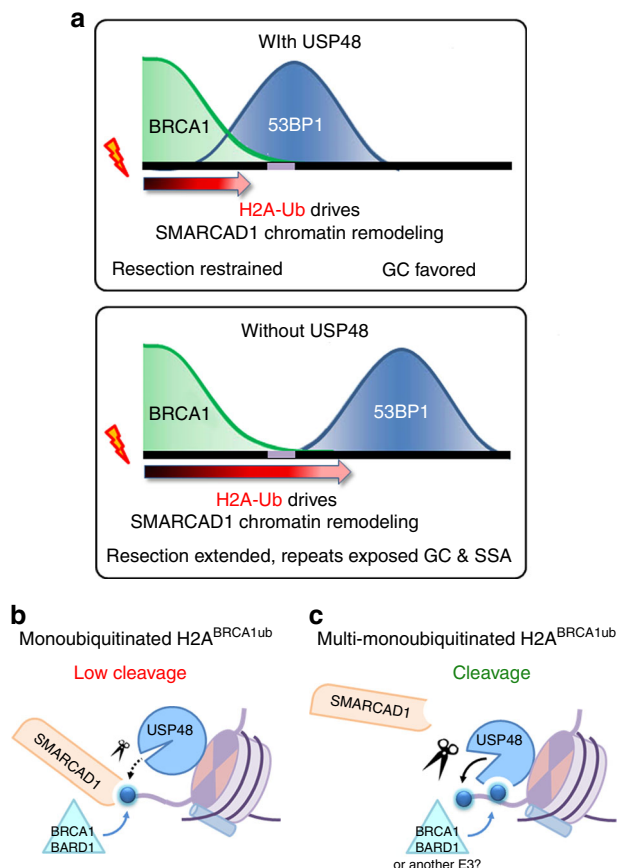 a
WIth USP48
BRCA1
53BP1
H2A-Ub drives
SMARCAD1 chromatin remodeling
Resection restrained GC favored
Without USP48
BRCA1
53BP1
H2A-Ub drives
SMARCAD1 chromatin remodeling
Resection extended, repeats exposed GC & SSA
b
Monoubiquitinated H2A^BRCA1ub
Low cleavage
USP48
SMARCAD1
BRCA1
BARD1
c
Multi-monoubiquitinated H2A^BRCA1ub
Cleavage
SMARCAD1
USP48
BRCA1
BARD1
or another E3?